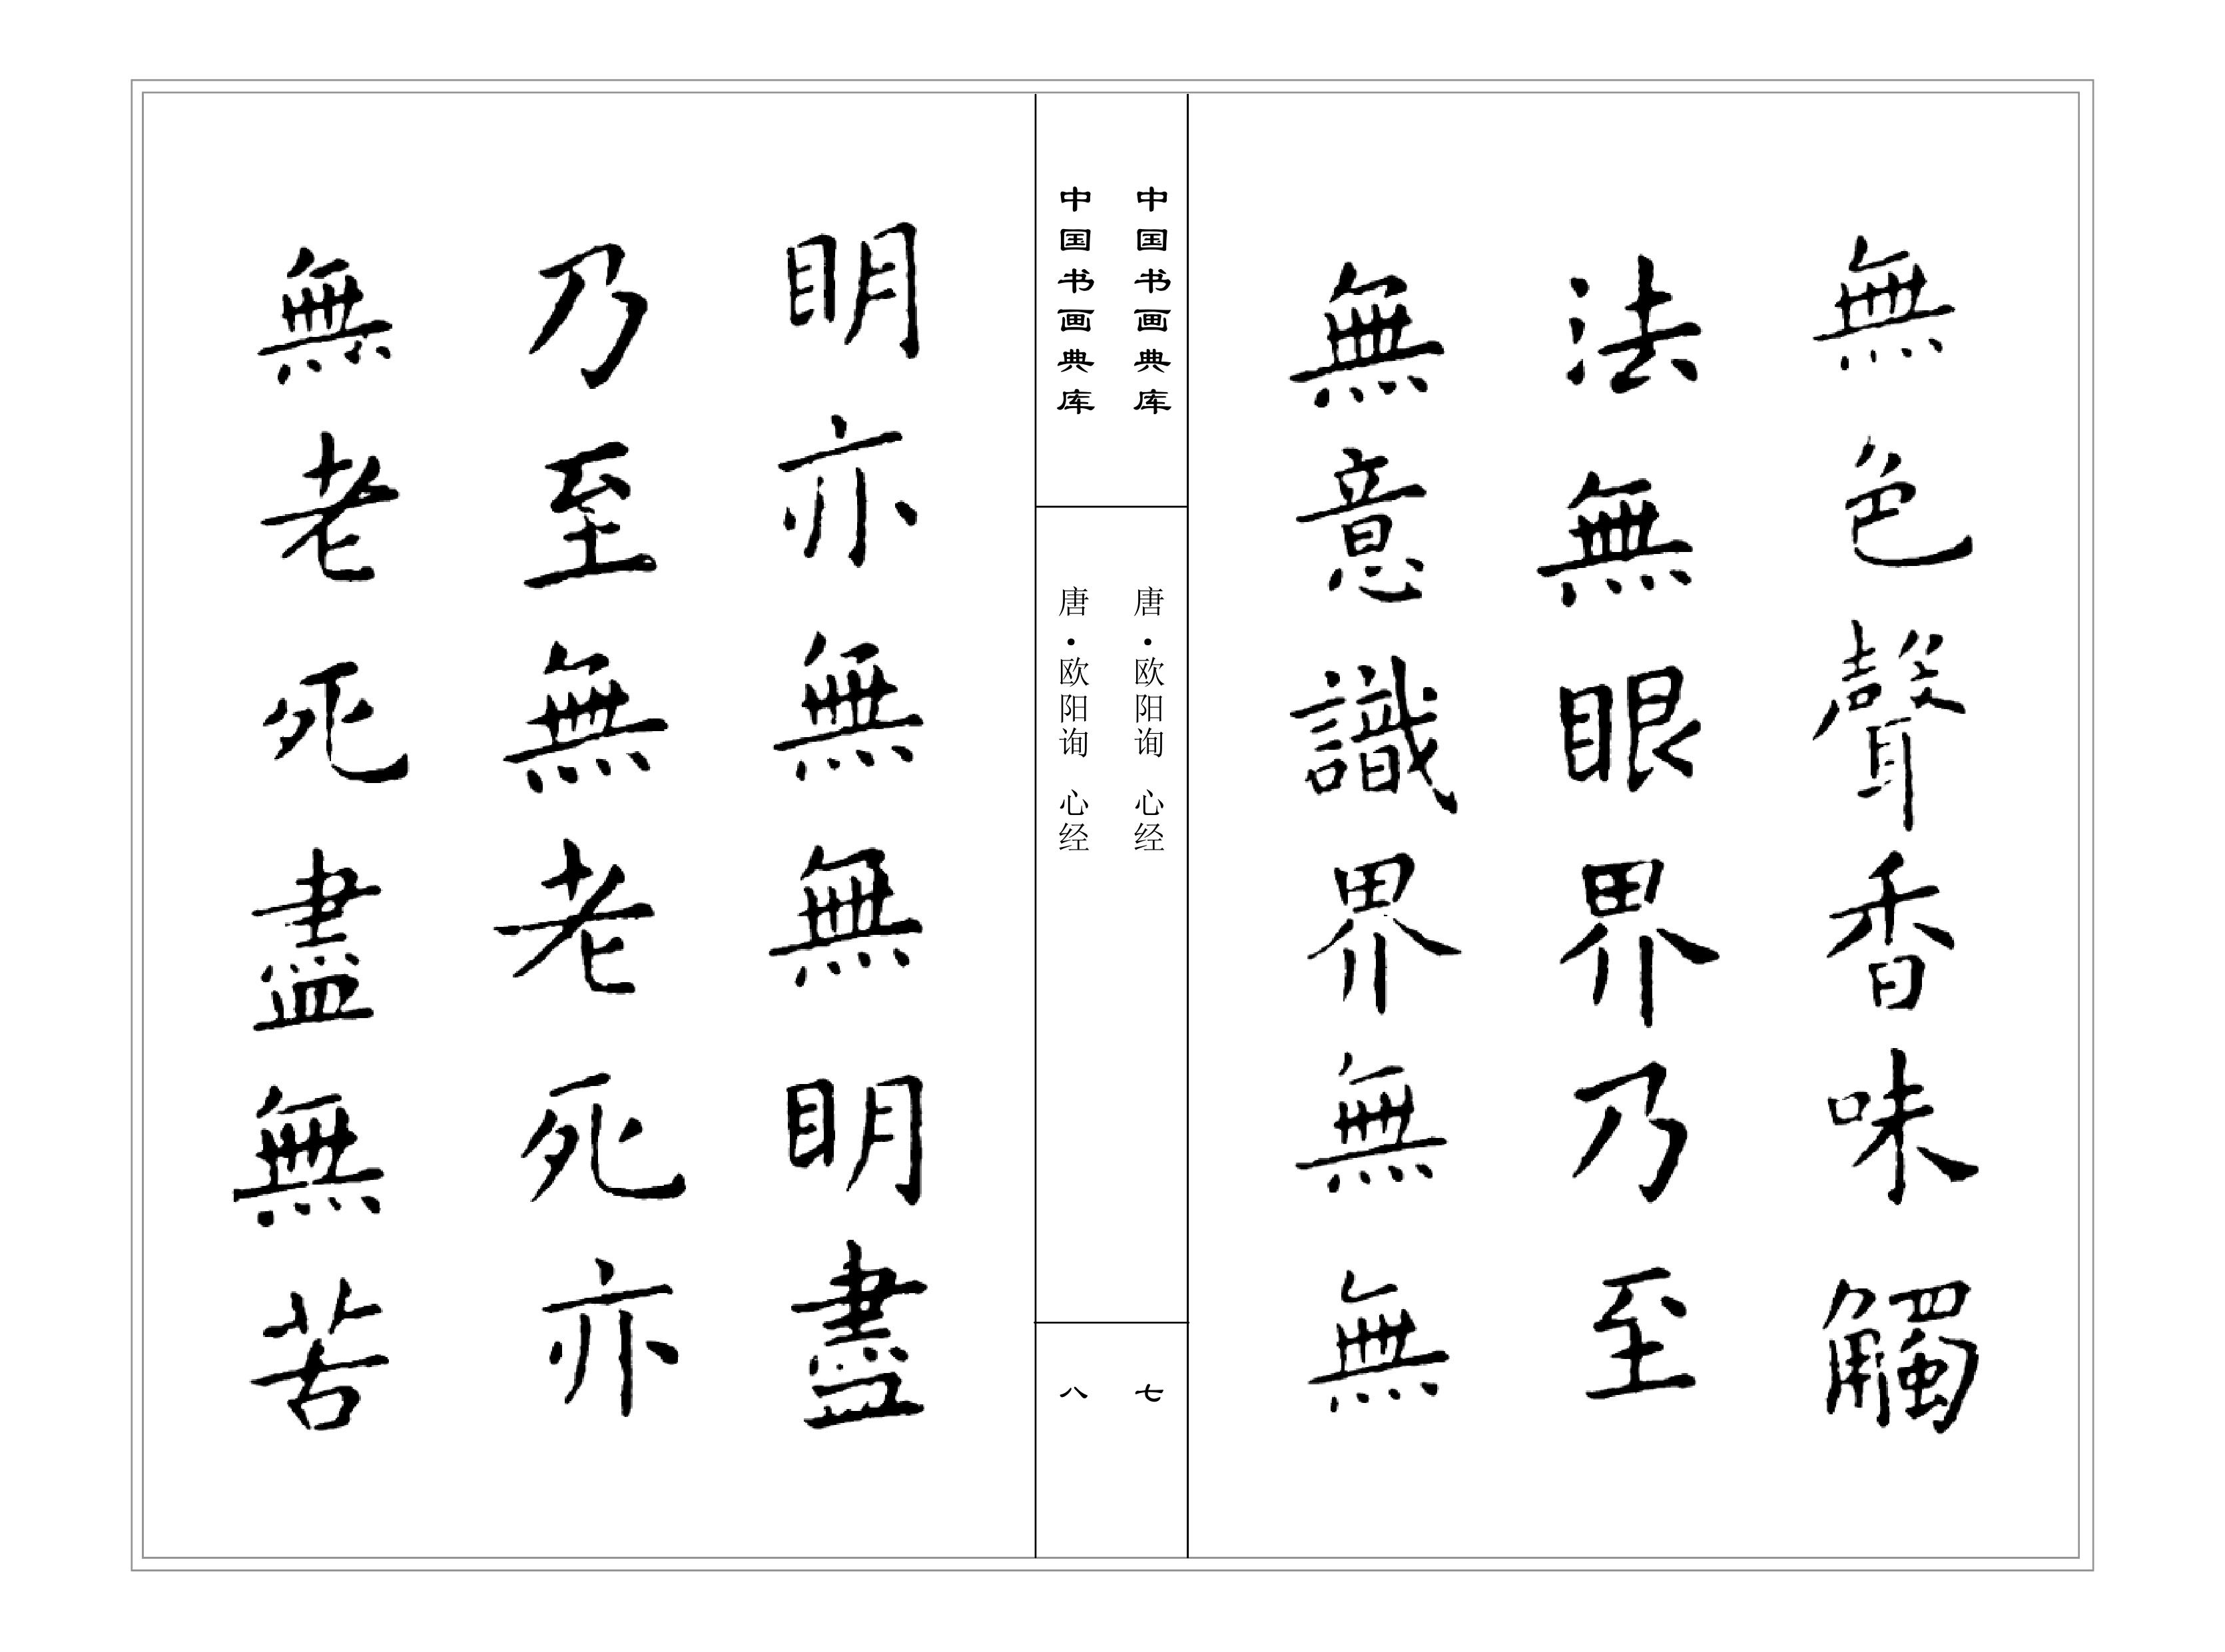 無色聲香味觸
法無眼界乃至
無意識界無無
中国书画典库
唐·欧阳询 心经
七
中国书画典库
唐·欧阳询 心经
八
明亦無無明盡
乃至無老死亦
無老死盡無苦